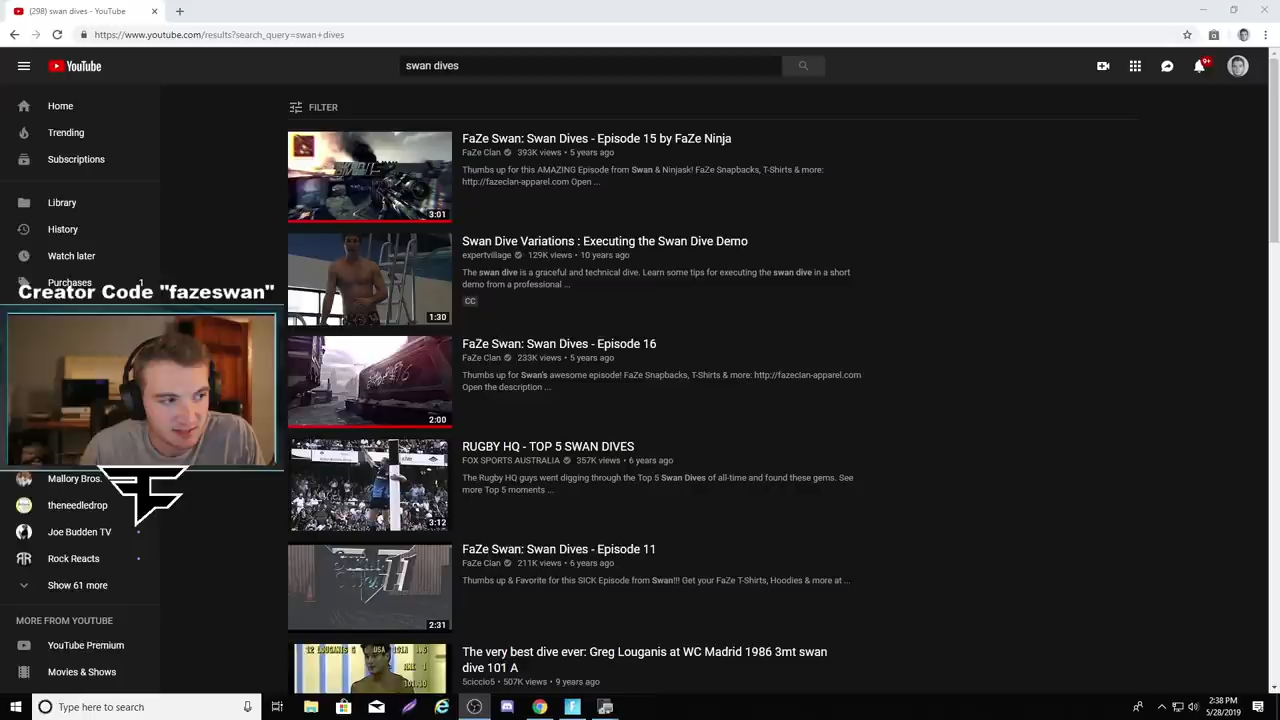 (298) swan dives - YouTube
https://www.youtube.com/results?search_query=swan+dives
YouTube
swan dives
9+
Home
Trending
Subscriptions
Library
History
Watch later
Purchases 1
Creator Code "fazeswan"
Mallory Bros.
theneedledrop
Joe Budden TV
Rock Reacts
Show 61 more
MORE FROM YOUTUBE
YouTube Premium
Movies & Shows
FILTER
3:01
FaZe Swan: Swan Dives - Episode 15 by FaZe Ninja
FaZe Clan 393K views • 5 years ago
Thumbs up for this AMAZING Episode from Swan & Ninjask! FaZe Snapbacks, T-Shirts & more:
http://fazeclan-apparel.com Open ...
1:30
Swan Dive Variations : Executing the Swan Dive Demo
expertvillage 129K views • 10 years ago
The swan dive is a graceful and technical dive. Learn some tips for executing the swan dive in a short
demo from a professional ...
CC
2:00
FaZe Swan: Swan Dives - Episode 16
FaZe Clan 233K views • 5 years ago
Thumbs up for Swan's awesome episode! FaZe Snapbacks, T-Shirts & more: http://fazeclan-apparel.com
Open the description ...
3:12
RUGBY HQ - TOP 5 SWAN DIVES
FOX SPORTS AUSTRALIA 357K views • 6 years ago
The Rugby HQ guys went digging through the Top 5 Swan Dives of all-time and found these gems. See
more Top 5 moments ...
2:31
FaZe Swan: Swan Dives - Episode 11
FaZe Clan 211K views • 6 years ago
Thumbs up & Favorite for this SICK Episode from Swan!!! Get your FaZe T-Shirts, Hoodies & more at ...
The very best dive ever: Greg Louganis at WC Madrid 1986 3mt swan
dive 101 A
5ciccio5 • 507K views • 9 years ago
Type here to search
2:38 PM
5/28/2019